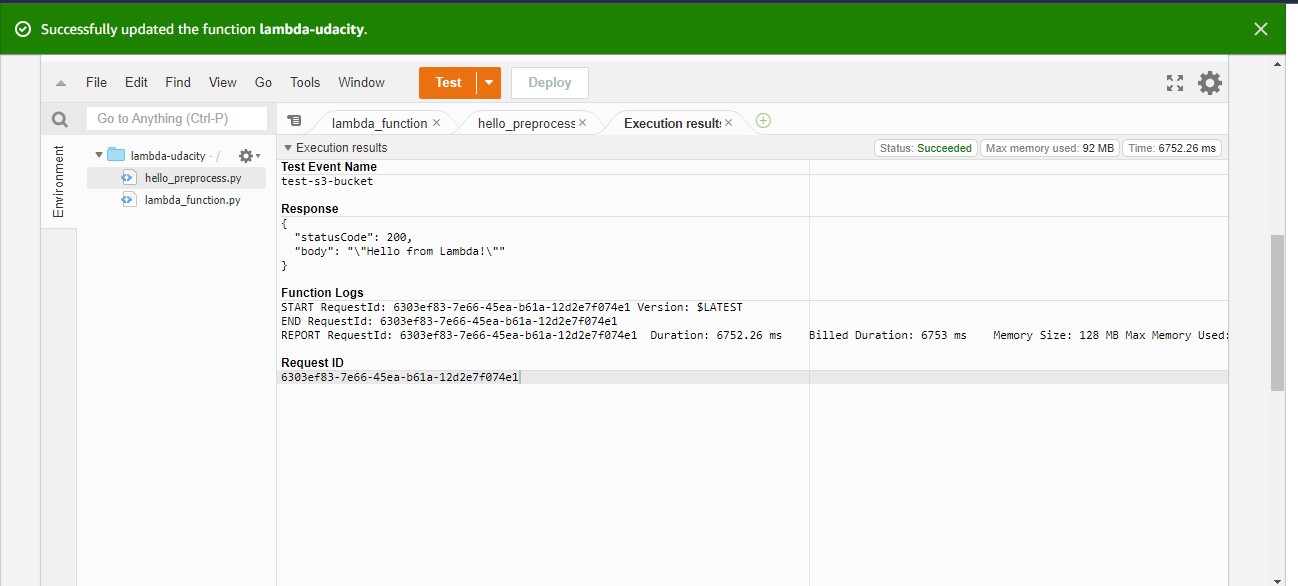 Successfully updated the function lambda-udacity.
File Edit Find View Go Tools Window Test Deploy
Go to Anything (Ctrl-P)
lambda_function hello_preprocess Execution results
Environment
lambda-udacity - /
hello_preprocess.py
lambda_function.py
Execution results
Status: Succeeded Max memory used: 92 MB Time: 6752.26 ms
Test Event Name
test-s3-bucket
Response
{
  "statusCode": 200,
  "body": "\"Hello from Lambda!\""
}
Function Logs
START RequestId: 6303ef83-7e66-45ea-b61a-12d2e7f074e1 Version: $LATEST
END RequestId: 6303ef83-7e66-45ea-b61a-12d2e7f074e1
REPORT RequestId: 6303ef83-7e66-45ea-b61a-12d2e7f074e1 Duration: 6752.26 ms Billed Duration: 6753 ms Memory Size: 128 MB Max Memory Used:
Request ID
6303ef83-7e66-45ea-b61a-12d2e7f074e1